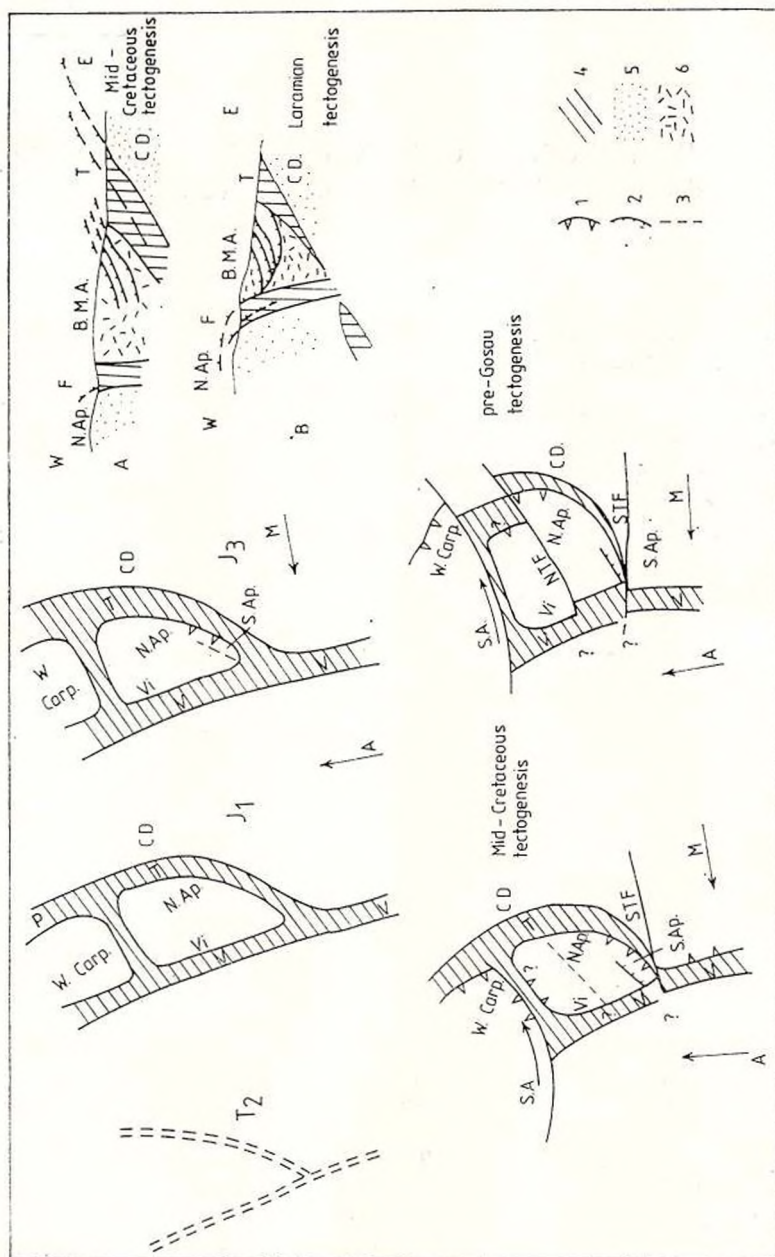 T2
P
W. Carp.
CD
T
N. Ap
Vi
M
V
J1
W
Carp.
CD
T
N.Ap.
Vi
M
S.Ap.
V
J3
A
M
W
E
N.Ap.
F
B.M.A.
T
Mid-
Cretaceous
tectogenesis
C.D.
A
W
E
N.Ap.
F
B.M.A.
T
Laramian
tectogenesis
C.D.
B
Mid-Cretaceous
tectogenesis
S.A
W. Carp
CD
?
T
N.Ap
Vi
?
M
STF
S.Ap.
?
V
A
M
pre-Gosau
tectogenesis
S.A.
W. Carp.
?
CD.
Vi
NTF
N.Ap.
M
?
?
STF
S.Ap.
V
A
M
1
2
3
4
5
6